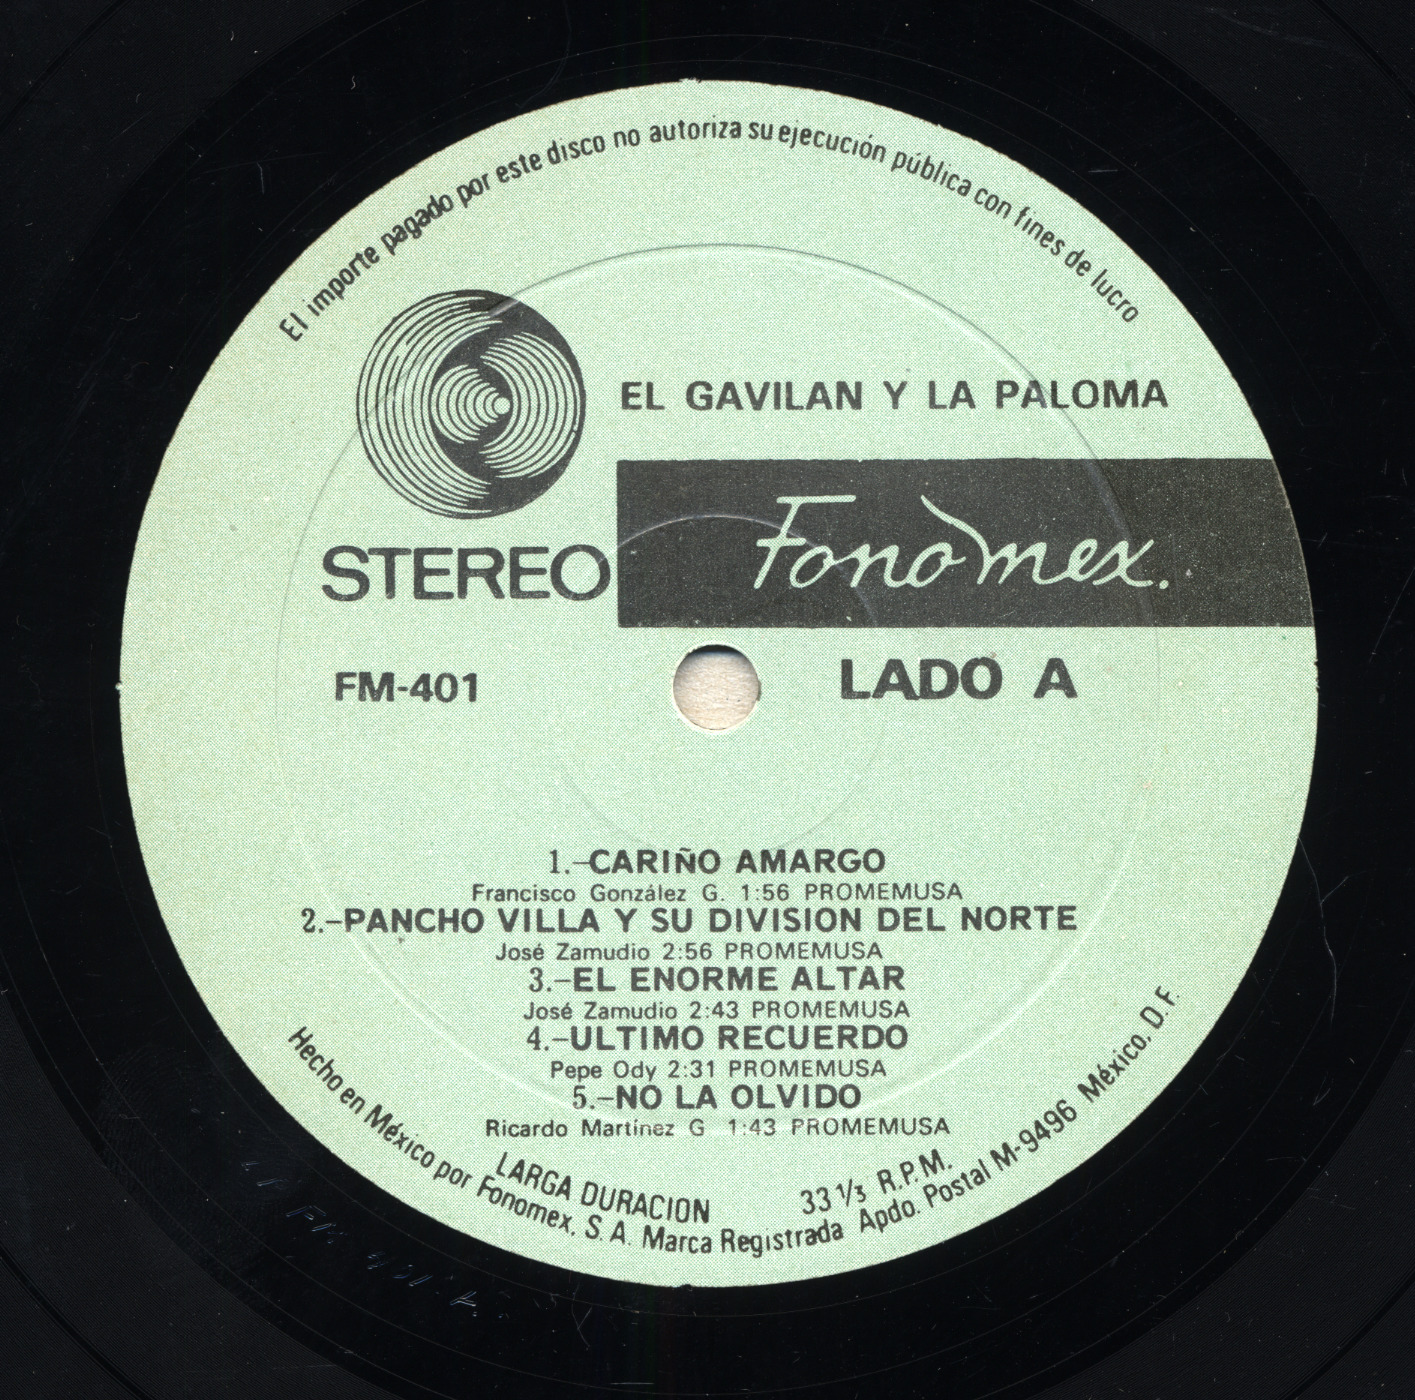 El importe pagado por este disco no autoriza su ejecución pública con fines de lucro
EL GAVILAN Y LA PALOMA
Fonomex.
STEREO
FM-401
LADO A
1.-CARIÑO AMARGO
Francisco González G. 1:56 PROMEMUSA
2.-PANCHO VILLA Y SU DIVISION DEL NORTE
José Zamudio 2:56 PROMEMUSA
3.-EL ENORME ALTAR
José Zamudio 2:43 PROMEMUSA
4.-ULTIMO RECUERDO
Pepe Ody 2:31 PROMEMUSA
5.-NO LA OLVIDO
Ricardo Martínez G 1:43 PROMEMUSA
LARGA DURACION
33 1/3 R.P.M.
Hecho en México por Fonomex, S.A. Marca Registrada Apdo. Postal M-9496 México, D.F.